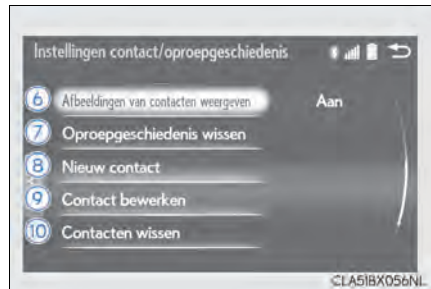 Instellingen contact/oproepgeschiedenis
6 Afbeeldingen van contacten weergeven Aan
7 Oproepgeschiedenis wissen
8 Nieuw contact
9 Contact bewerken
10 Contacten wissen
CLA51BX056NL